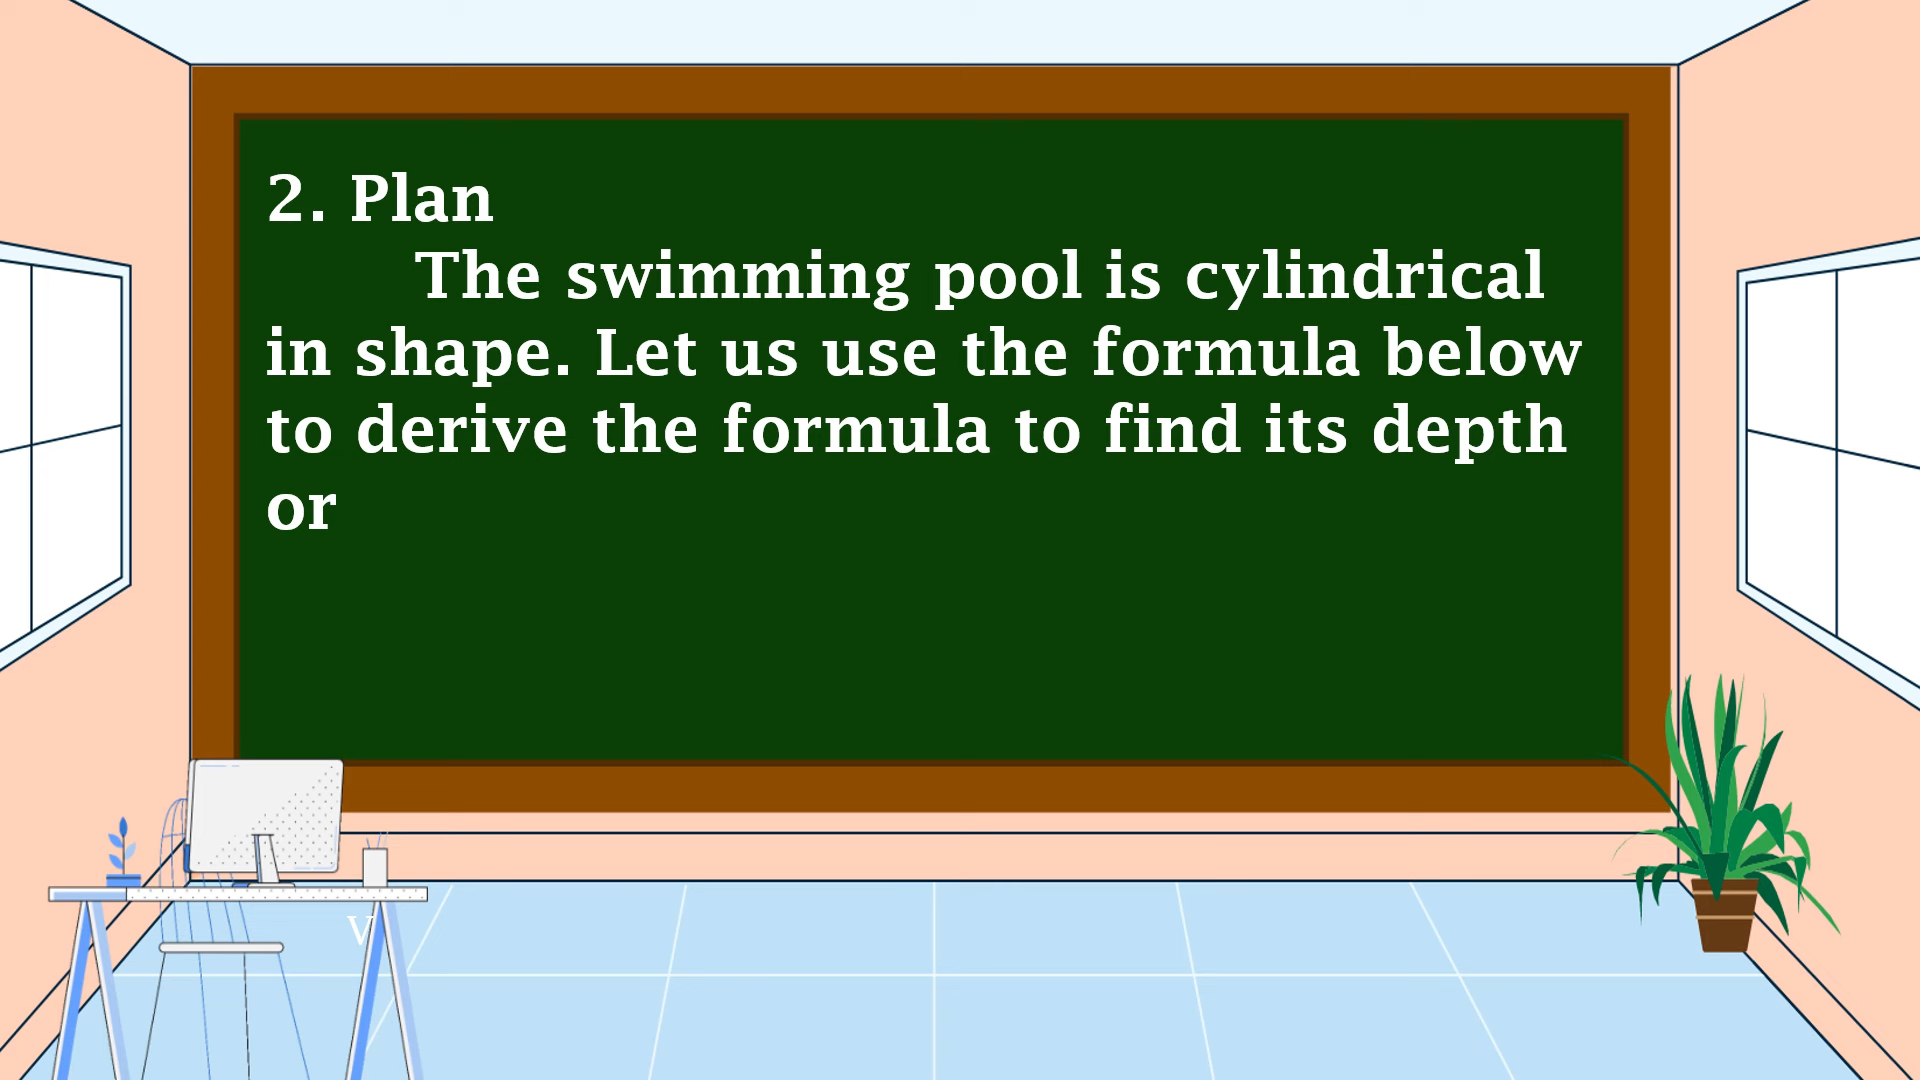 2. Plan
The swimming pool is cylindrical
in shape. Let us use the formula below
to derive the formula to find its depth
or
V